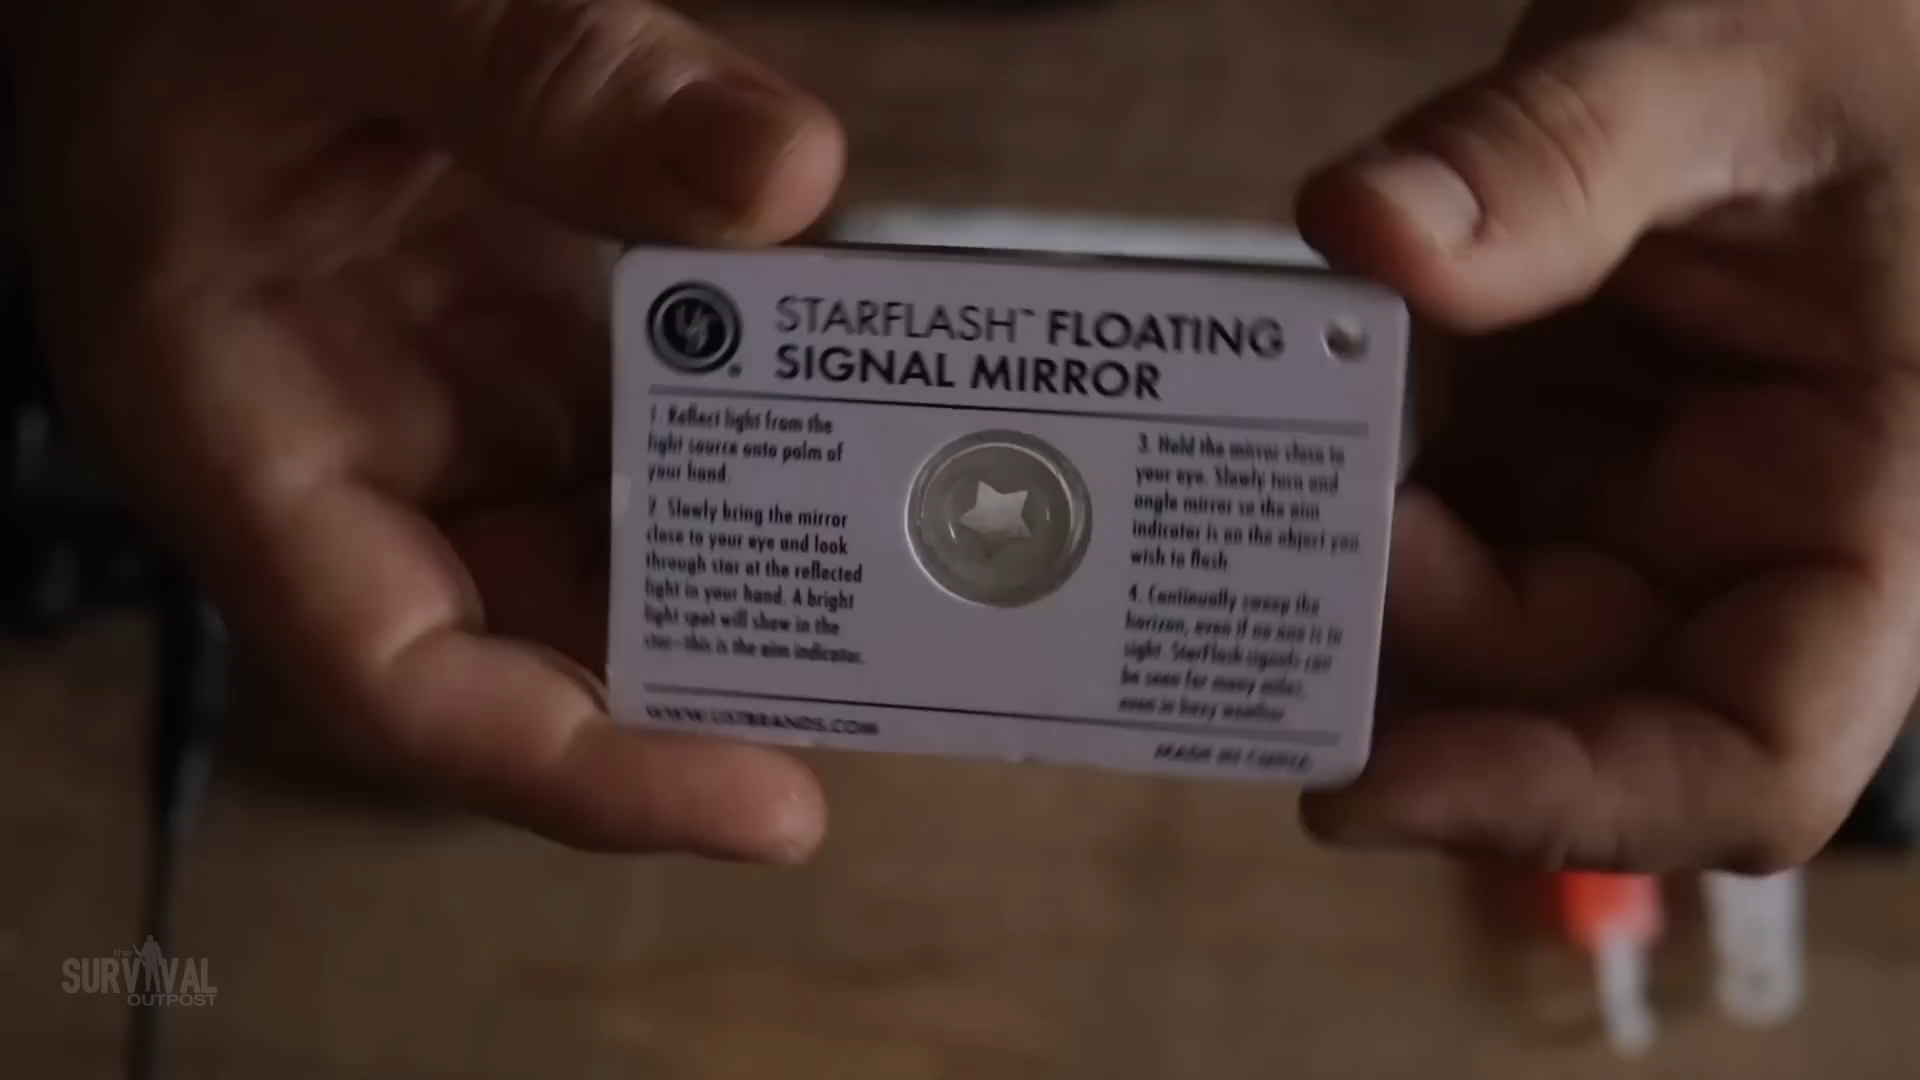 STARFLASH™ FLOATING
SIGNAL MIRROR
1. Reflect light from the
light source onto palm of
your hand.
2. Slowly bring the mirror
close to your eye and look
through star at the reflected
light in your hand. A bright
light spot will show in the
star—this is the aim indicator.
3. Hold the mirror close to
your eye. Slowly turn and
angle mirror so the aim
indicator is on the object you
wish to flash.
4. Continually sweep the
horizon, even if no one is in
sight. StarFlash signals can
be seen for many miles,
even in hazy weather.
WWW.USTBRANDS.COM
MADE IN CHINA
the
SURVIVAL
OUTPOST